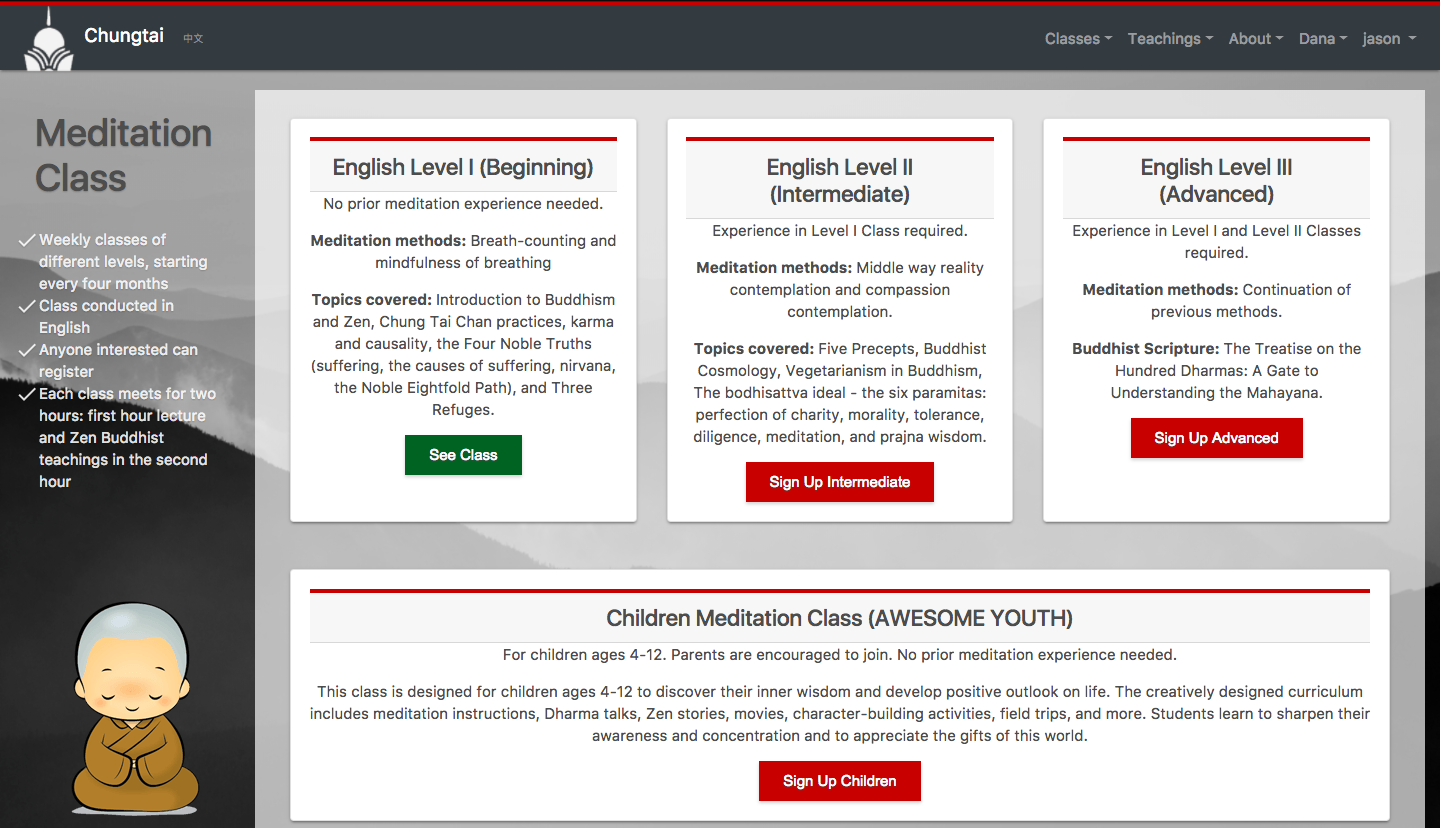 Chungtai 中文 Classes Teachings About Dana jason
Meditation
Class
Weekly classes of
different levels, starting
every four months
Class conducted in
English
Anyone interested can
register
Each class meets for two
hours: first hour lecture
and Zen Buddhist
teachings in the second
hour
English Level I (Beginning)
No prior meditation experience needed.
Meditation methods: Breath-counting and
mindfulness of breathing
Topics covered: Introduction to Buddhism
and Zen, Chung Tai Chan practices, karma
and causality, the Four Noble Truths
(suffering, the causes of suffering, nirvana,
the Noble Eightfold Path), and Three
Refuges.
See Class
English Level II
(Intermediate)
Experience in Level I Class required.
Meditation methods: Middle way reality
contemplation and compassion
contemplation.
Topics covered: Five Precepts, Buddhist
Cosmology, Vegetarianism in Buddhism,
The bodhisattva ideal - the six paramitas:
perfection of charity, morality, tolerance,
diligence, meditation, and prajna wisdom.
Sign Up Intermediate
English Level III
(Advanced)
Experience in Level I and Level II Classes
required.
Meditation methods: Continuation of
previous methods.
Buddhist Scripture: The Treatise on the
Hundred Dharmas: A Gate to
Understanding the Mahayana.
Sign Up Advanced
Children Meditation Class (AWESOME YOUTH)
For children ages 4-12. Parents are encouraged to join. No prior meditation experience needed.
This class is designed for children ages 4-12 to discover their inner wisdom and develop positive outlook on life. The creatively designed curriculum
includes meditation instructions, Dharma talks, Zen stories, movies, character-building activities, field trips, and more. Students learn to sharpen their
awareness and concentration and to appreciate the gifts of this world.
Sign Up Children